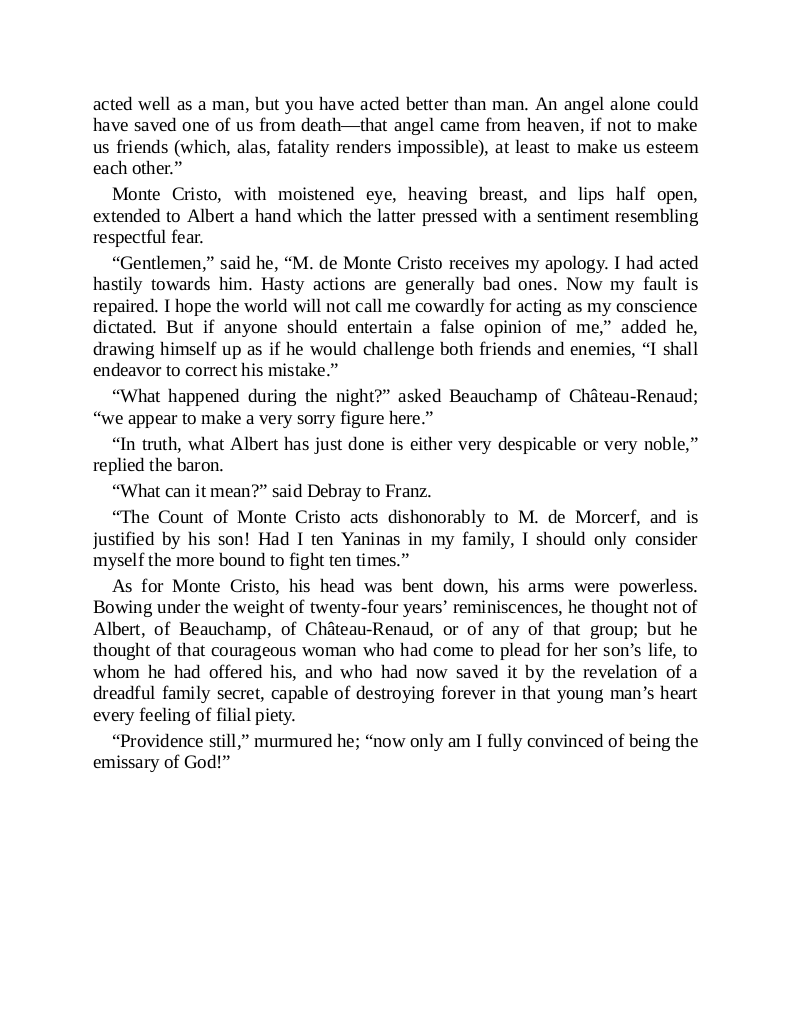 acted well as a man, but you have acted better than man. An angel alone could
have saved one of us from death—that angel came from heaven, if not to make
us friends (which, alas, fatality renders impossible), at least to make us esteem
each other.”
Monte Cristo, with moistened eye, heaving breast, and lips half open,
extended to Albert a hand which the latter pressed with a sentiment resembling
respectful fear.
“Gentlemen,” said he, “M. de Monte Cristo receives my apology. I had acted
hastily towards him. Hasty actions are generally bad ones. Now my fault is
repaired. I hope the world will not call me cowardly for acting as my conscience
dictated. But if anyone should entertain a false opinion of me,” added he,
drawing himself up as if he would challenge both friends and enemies, “I shall
endeavor to correct his mistake.”
“What happened during the night?” asked Beauchamp of Château-Renaud;
“we appear to make a very sorry figure here.”
“In truth, what Albert has just done is either very despicable or very noble,”
replied the baron.
“What can it mean?” said Debray to Franz.
“The Count of Monte Cristo acts dishonorably to M. de Morcerf, and is
justified by his son! Had I ten Yaninas in my family, I should only consider
myself the more bound to fight ten times.”
As for Monte Cristo, his head was bent down, his arms were powerless.
Bowing under the weight of twenty-four years’ reminiscences, he thought not of
Albert, of Beauchamp, of Château-Renaud, or of any of that group; but he
thought of that courageous woman who had come to plead for her son’s life, to
whom he had offered his, and who had now saved it by the revelation of a
dreadful family secret, capable of destroying forever in that young man’s heart
every feeling of filial piety.
“Providence still,” murmured he; “now only am I fully convinced of being the
emissary of God!”